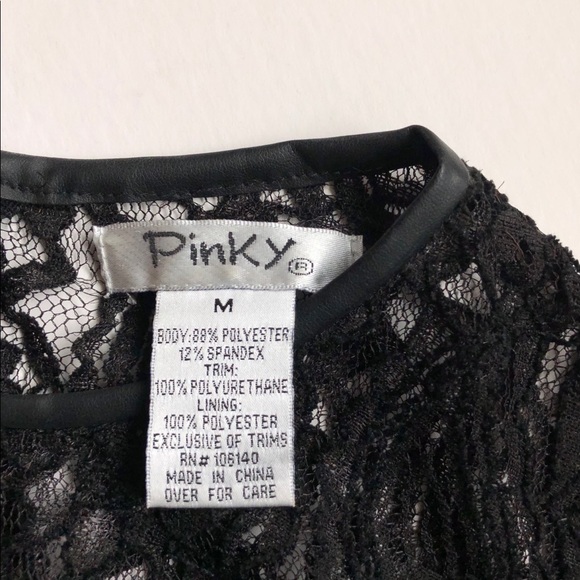 Pinky®
M
BODY:88% POLYESTER
12% SPANDEX
TRIM:
100% POLYURETHANE
LINING:
100% POLYESTER
EXCLUSIVE OF TRIMS
RN# 106140
MADE IN CHINA
OVER FOR CARE